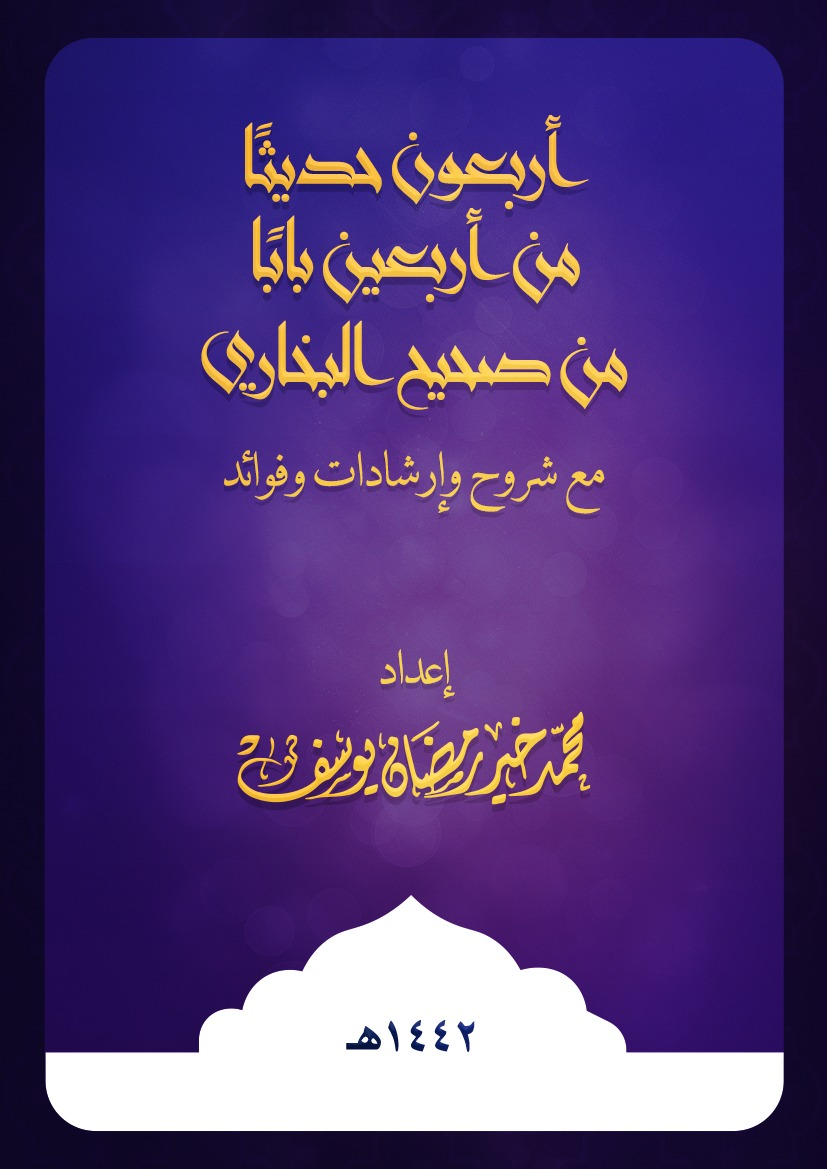 أربعون حديثًا
من أربعين بابًا
من صحيح البخاري
مع شروح وإرشادات وفوائد
إعداد
محمد خير رمضان يوسف
١٤٤٢هـ